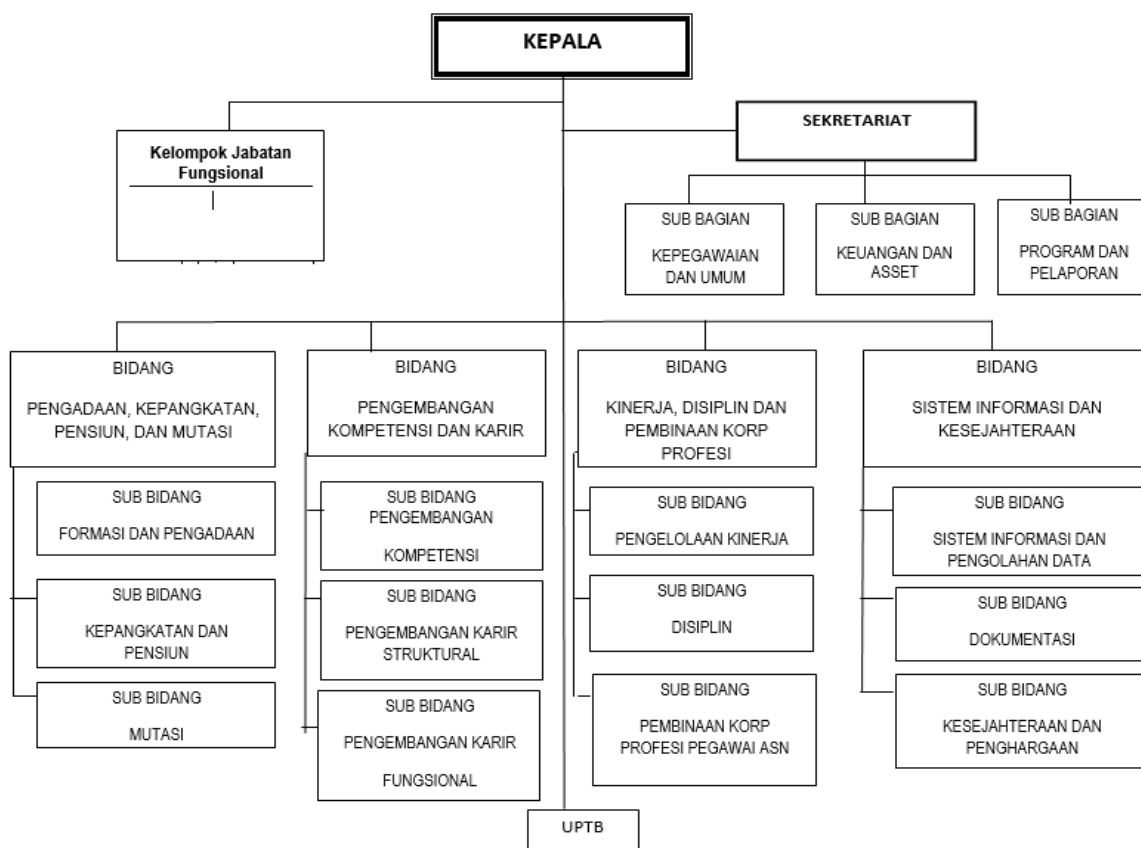 KEPALA
SEKRETARIAT
Kelompok Jabatan
Fungsional
SUB BAGIAN
KEPEGAWAIAN
DAN UMUM
SUB BAGIAN
KEUANGAN DAN
ASSET
SUB BAGIAN
PROGRAM DAN
PELAPORAN
BIDANG
PENGADAAN, KEPANGKATAN,
PENSIUN, DAN MUTASI
SUB BIDANG
FORMASI DAN PENGADAAN
SUB BIDANG
KEPANGKATAN DAN
PENSIUN
SUB BIDANG
MUTASI
BIDANG
PENGEMBANGAN
KOMPETENSI DAN KARIR
SUB BIDANG
PENGEMBANGAN
KOMPETENSI
SUB BIDANG
PENGEMBANGAN KARIR
STRUKTURAL
SUB BIDANG
PENGEMBANGAN KARIR
FUNGSIONAL
BIDANG
KINERJA, DISIPLIN DAN
PEMBINAAN KORP
PROFESI
SUB BIDANG
PENGELOLAAN KINERJA
SUB BIDANG
DISIPLIN
SUB BIDANG
PEMBINAAN KORP
PROFESI PEGAWAI ASN
BIDANG
SISTEM INFORMASI DAN
KESEJAHTERAAN
SUB BIDANG
SISTEM INFORMASI DAN
PENGOLAHAN DATA
SUB BIDANG
DOKUMENTASI
SUB BIDANG
KESEJAHTERAAN DAN
PENGHARGAAN
UPTB